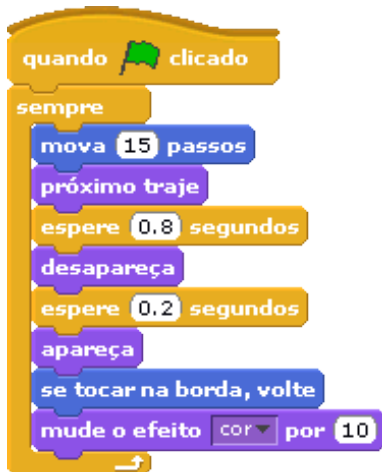 quando clicado
sempre
mova 15 passos
próximo traje
espere 0.8 segundos
desapareça
espere 0.2 segundos
apareça
se tocar na borda, volte
mude o efeito cor por 10